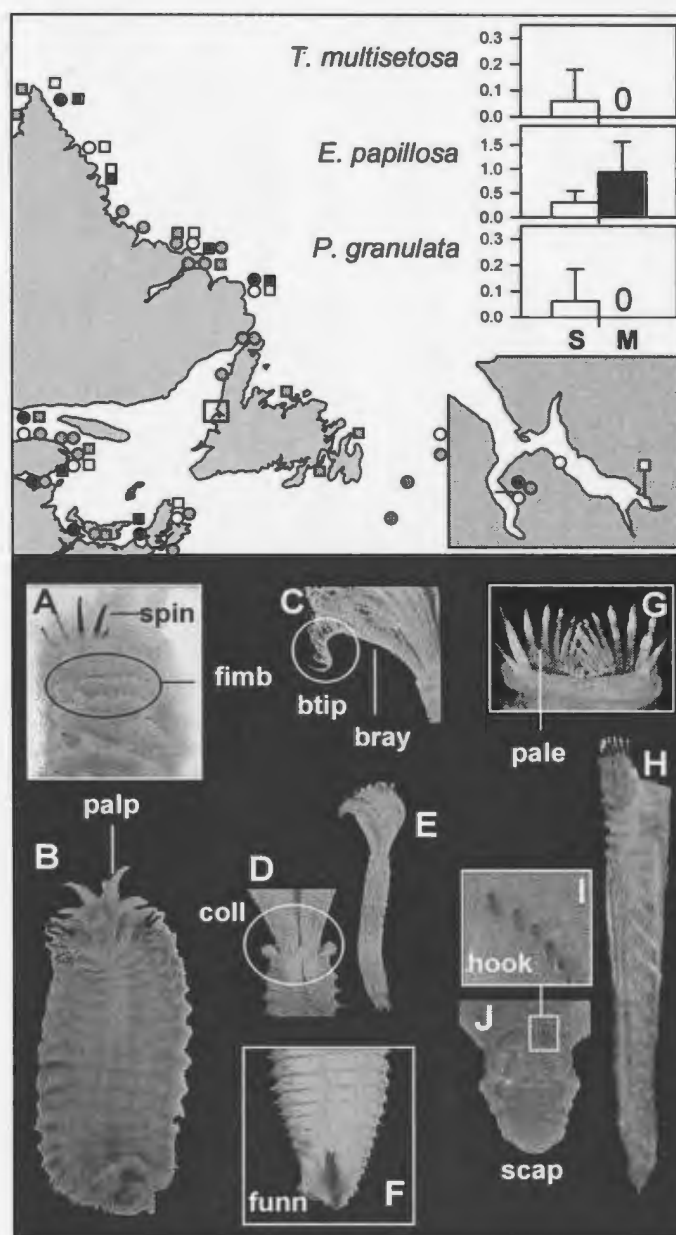 T. multisetosa
0.3
0.2
0.1
0.0
0
E. papillosa
1.5
1.0
0.5
0.0
P. granulata
0.3
0.2
0.1
0.0
0
S M
A
spin
fimb
C
btip
bray
G
pale
palp
B
D
coll
E
H
I
hook
J
scap
funn
F